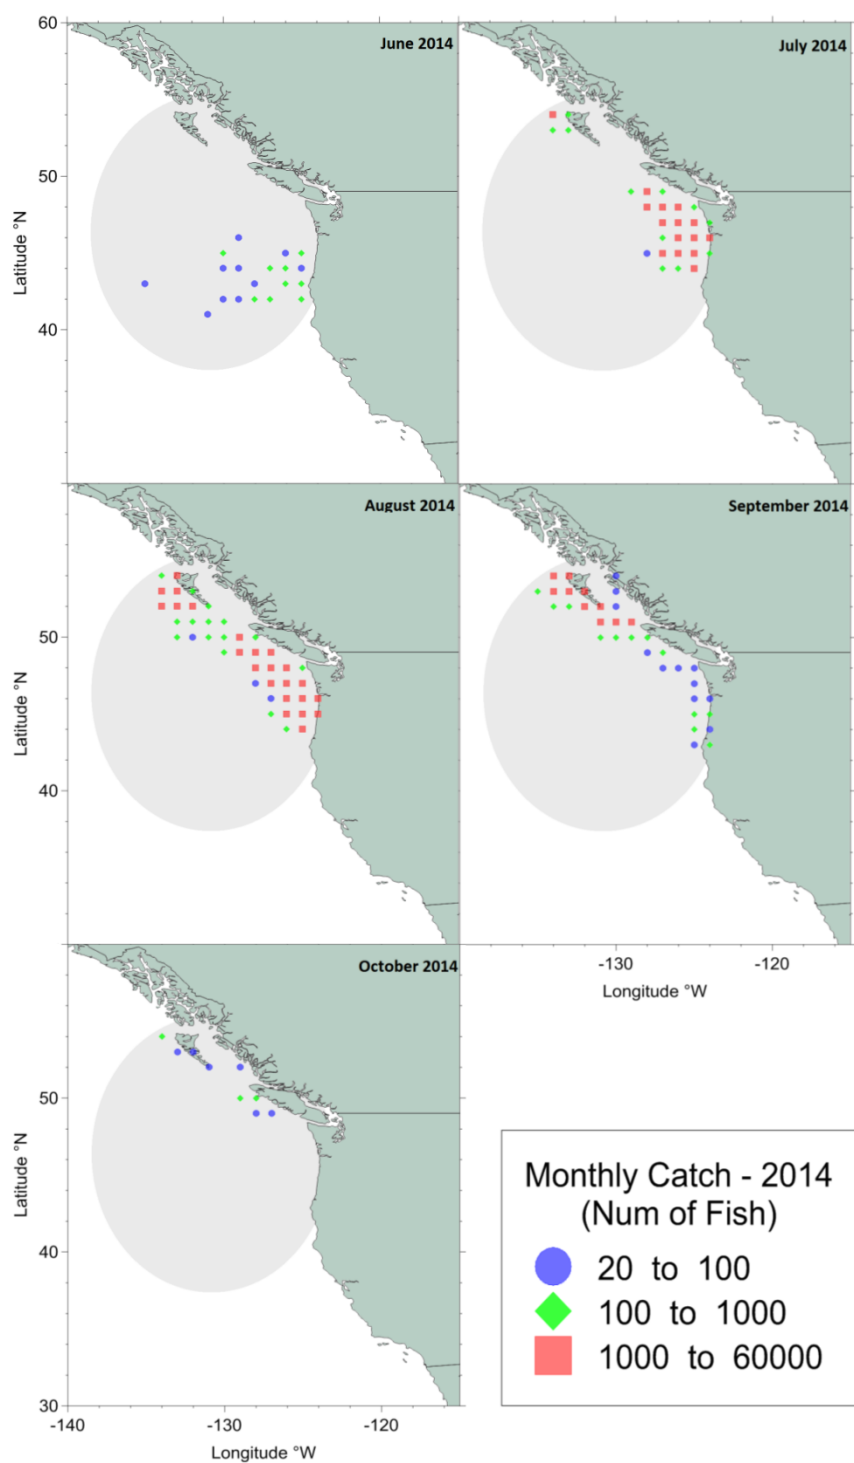 60
June 2014
July 2014
50
Latitude °N
40
August 2014
September 2014
50
Latitude °N
40
October 2014
-130
-120
Longitude °W
50
Latitude °N
40
30
-140
-130
-120
Longitude °W
Monthly Catch - 2014
(Num of Fish)
20 to 100
100 to 1000
1000 to 60000